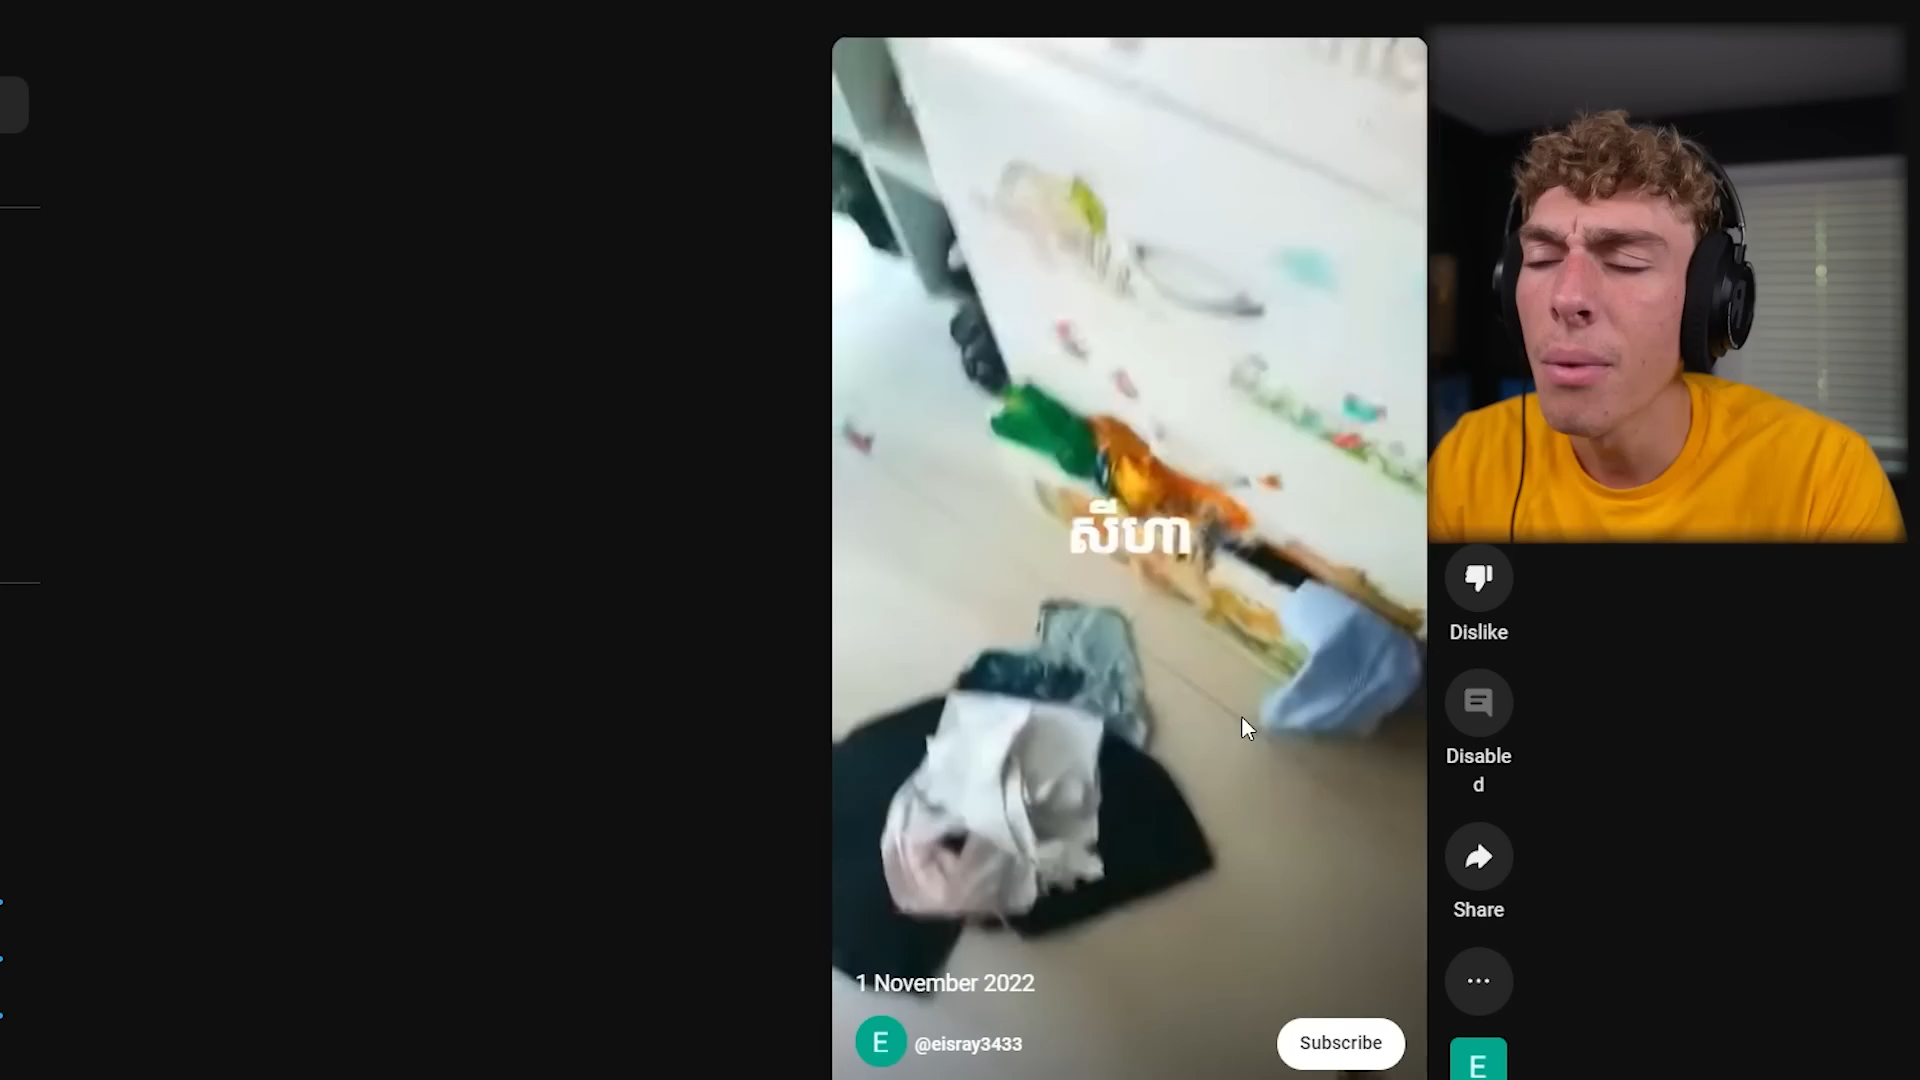 សីហា
1 November 2022
E
@eisray3433
Subscribe
Dislike
Disable
d
Share
E